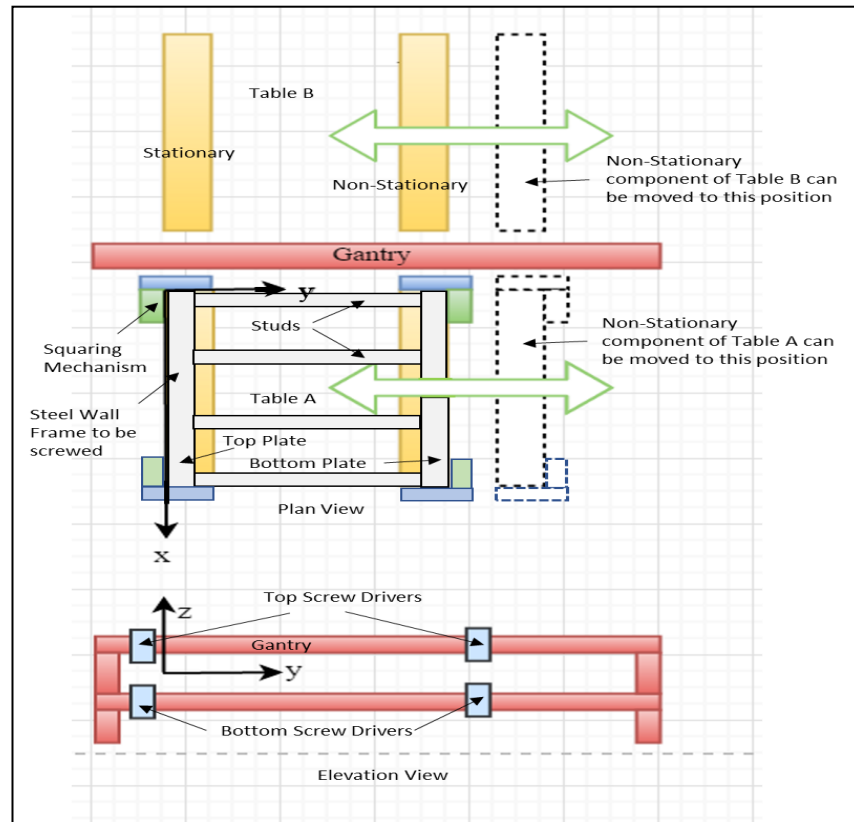 Table B
Stationary
Non-Stationary
Non-Stationary
component of Table B can
be moved to this position
Gantry
y
Studs
Squaring
Mechanism
Non-Stationary
component of Table A can
be moved to this position
Table A
Steel Wall
Frame to be
screwed
Top Plate
Bottom Plate
Plan View
x
Top Screw Drivers
z
Gantry
y
Bottom Screw Drivers
Elevation View